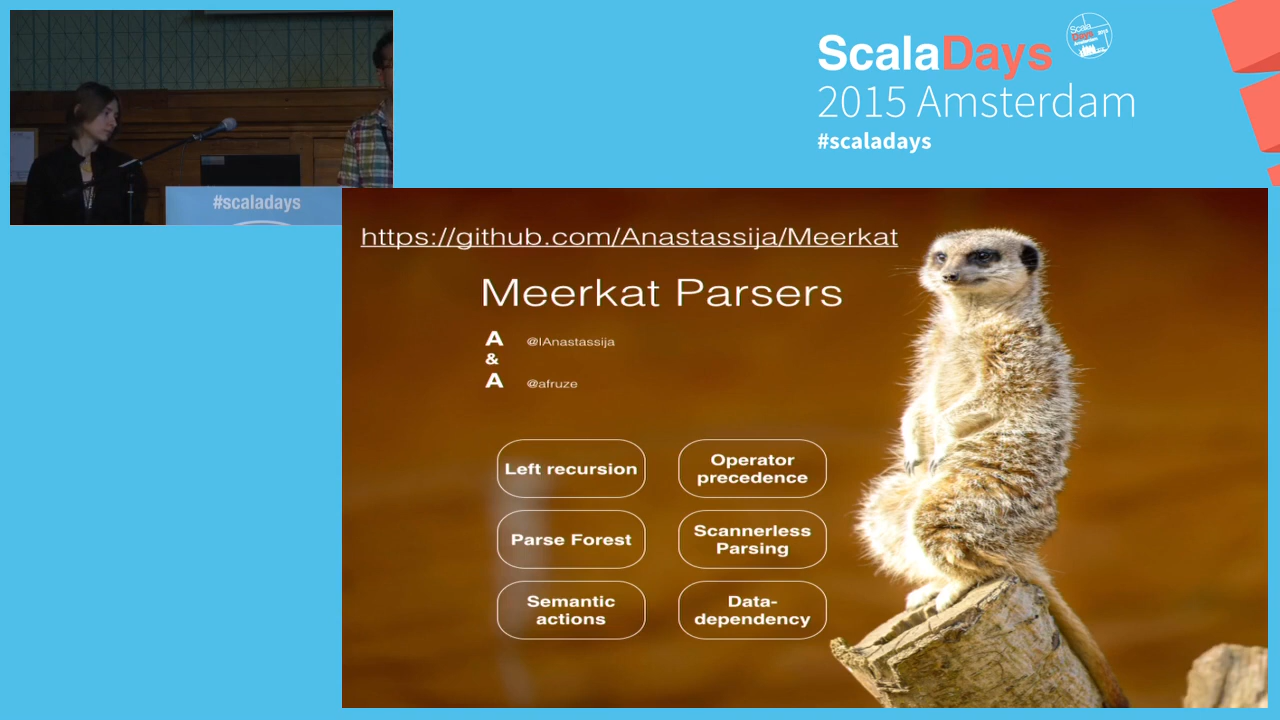 ScalaDays
2015 Amsterdam
#scaladays
#scaladays
https://github.com/Anastassija/Meerkat
Meerkat Parsers
A @IAnastassija
&
A @afruze
Left recursion
Operator
precedence
Parse Forest
Scannerless
Parsing
Semantic
actions
Data-
dependency